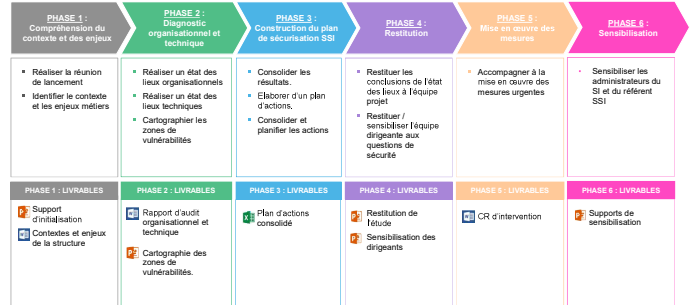 PHASE 1 :
Compréhension du
contexte et des enjeux
PHASE 2 :
Diagnostic
organisationnel et
technique
PHASE 3 :
Construction du plan
de sécurisation SSI
PHASE 4 :
Restitution
PHASE 5 :
Mise en œuvre des
mesures
PHASE 6 :
Sensibilisation
Réaliser la réunion
de lancement
Identifier le contexte
et les enjeux métiers
Réaliser un état des
lieux organisationnels
Réaliser un état des
lieux techniques
Cartographier les
zones de
vulnérabilités
Consolider les
résultats.
Elaborer d'un plan
d'actions.
Consolider et
planifier les actions
Restituer les
conclusions de l'état
des lieux à l'équipe
projet
Restituer /
sensibiliser l'équipe
dirigeante aux
questions de
sécurité
Accompagner à la
mise en œuvre des
mesures urgentes
Sensibiliser les
administrateurs du
SI et du référent
SSI
PHASE 1 : LIVRABLES
Support
d'initialisation
Contextes et enjeux
de la structure
PHASE 2 : LIVRABLES
Rapport d'audit
organisationnel et
technique
Cartographie des
zones de
vulnérabilités.
PHASE 3 : LIVRABLES
Plan d'actions
consolidé
PHASE 4 : LIVRABLES
Restitution de
l'étude
Sensibilisation des
dirigeants
PHASE 5 : LIVRABLES
CR d'intervention
PHASE 6 : LIVRABLES
Supports de
sensibilisation